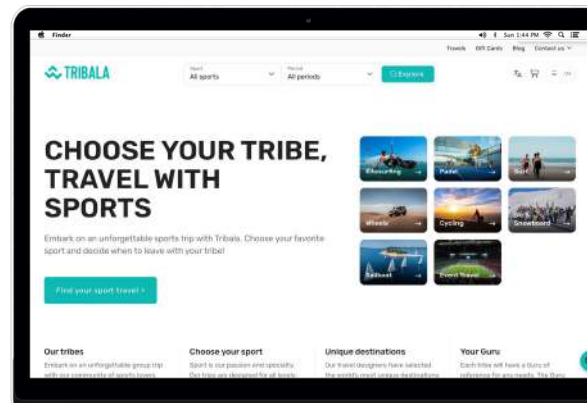 Finder
Sun 1:44 PM
Travels Gift Cards Blog Contact us
TRIBALA
Sport
All sports
Period
All periods
Explore
CHOOSE YOUR TRIBE,
TRAVEL WITH
SPORTS
Embark on an unforgettable sports trip with Tribala. Choose your favorite
sport and decide when to leave with your tribe!
Find your sport travel >
Kitesurfing → Padel → Surf →
Wheels → Cycling → Snowboard →
Sailboat → Event Travel →
Our tribes
Embark on an unforgettable group trip
with our community of sports lovers.
Choose your sport
Sport is our passion and specialty.
Our trips are designed for all levels:
Unique destinations
Our travel designers have selected
the world's most unique destinations
Your Guru
Each tribe will have a Guru of
reference for any needs. The Guru